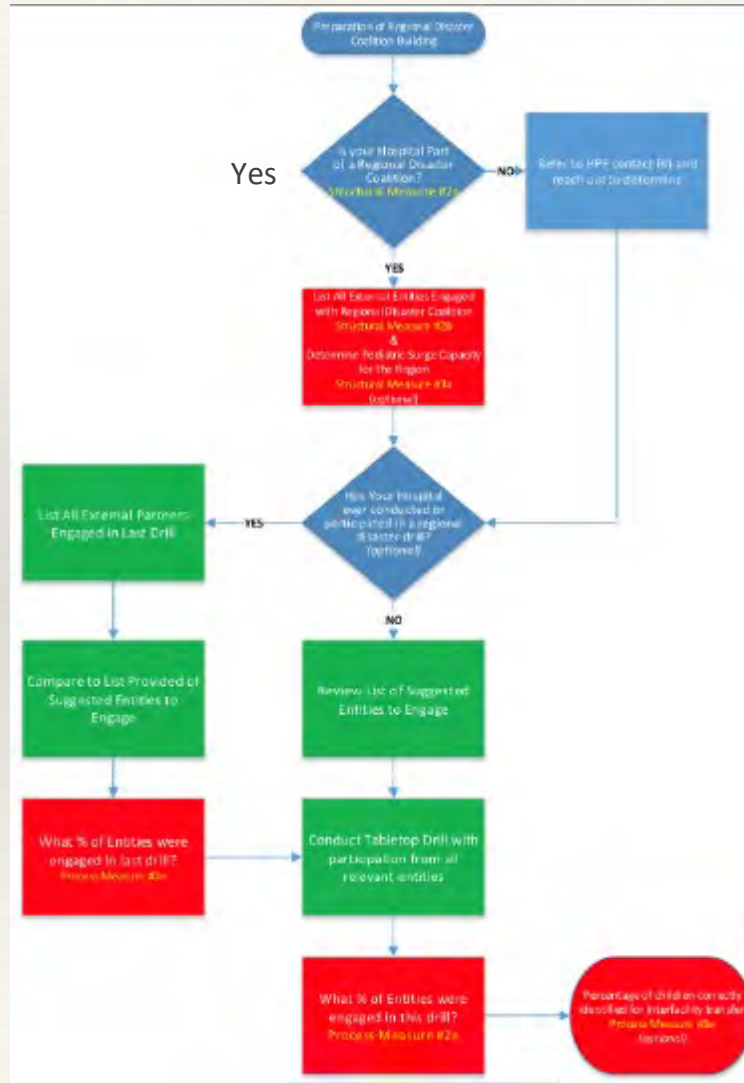 Preparation of Regional Disaster
Coalition Building
Yes
Is your Hospital Part
of a Regional Disaster
Coalition?
Structural Measure #2a
NO
Refer to HPP contact list and
reach out to determine
YES
List All External Entities Engaged
with Regional Disaster Coalition
Structural Measure #2b
&
Determine Pediatric Surge Capacity
for the Region
Structural Measure
(optional)
Has Your Hospital
ever conducted or
participated in a regional
disaster drill?
(optional)
YES
List All External Partners
Engaged in Last Drill
NO
Compare to List Provided of
Suggested Entities to
Engage
Review List of Suggested
Entities to Engage
What % of Entities were
engaged in last drill?
Process Measure
Conduct Tabletop Drill with
participation from all
relevant entities
What % of Entities were
engaged in this drill?
Process Measure #2a
Percentage of children correctly
identified for interfacility transfer
Process Measure
(optional)